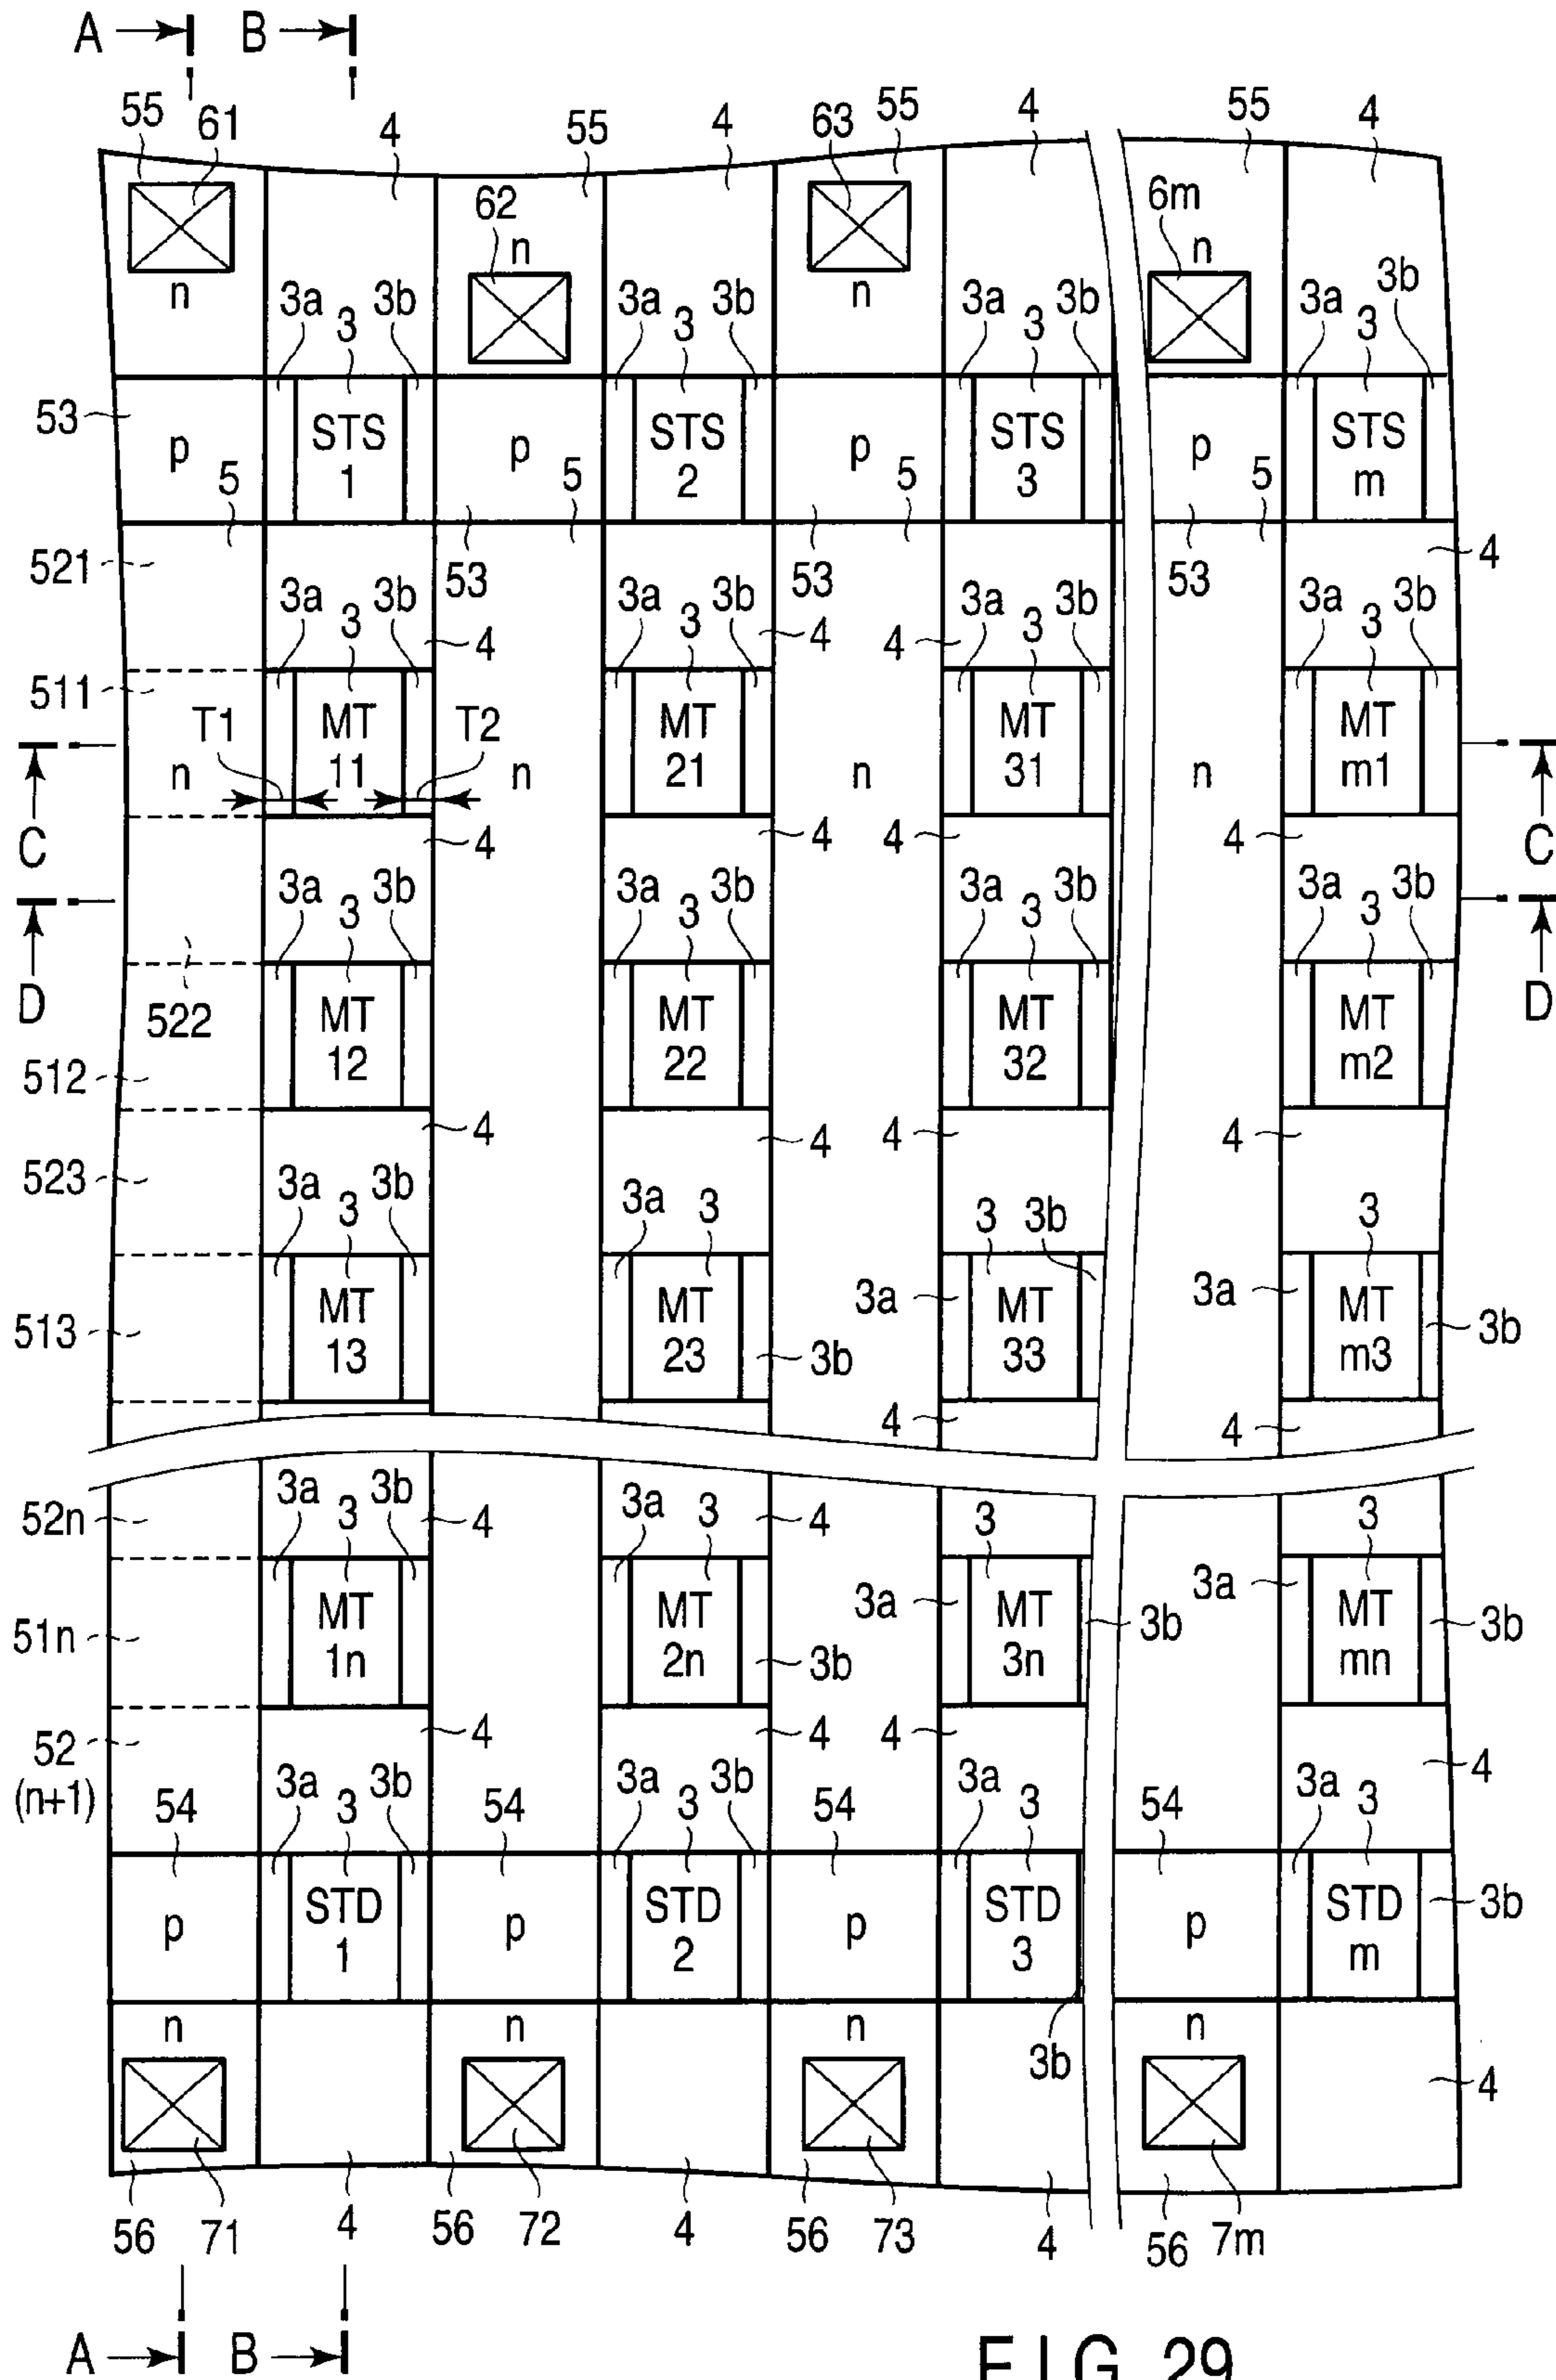 A B
55 61 4 55 4 63 55 4 55 4
62 6m
n n n n
3a 3 3b 3a 3 3b 3a 3 3b 3a 3 3b
53 p 5 STS 1 p 5 STS 2 p 5 STS 3 p 5 STS m
521 53 53 53 4
3a 3 3b 4 3a 3 3b 4 4 3a 3 3b 3a 3 3b
511 T1 MT 11 T2 MT 21 MT 31 MT m1
n n n n
C 4 4 4 4 C
3a 3 3b 3a 3 3b 3a 3 3b 3a 3 3b
D 522 MT 12 MT 22 MT 32 MT m2 D
512
4 4 4 4
523 3a 3 3b 3a 3 3 3b 3
513 MT 13 MT 23 3b 3a MT 33 3a MT m3 3b
4 4
52n 3a 3 3b 4 3a 3 4 3 3
51n MT 1n MT 2n 3b 3a MT 3n 3b 3a MT mn 3b
52 4 4 4 4
(n+1) 54 3a 3 3b 54 3a 3 3b 54 3a 3 54 3a 3
p STD 1 p STD 2 p STD 3 p STD m 3b
n n n 3b n 4
56 71 4 56 72 4 56 73 4 56 7m
A B
FIG. 29